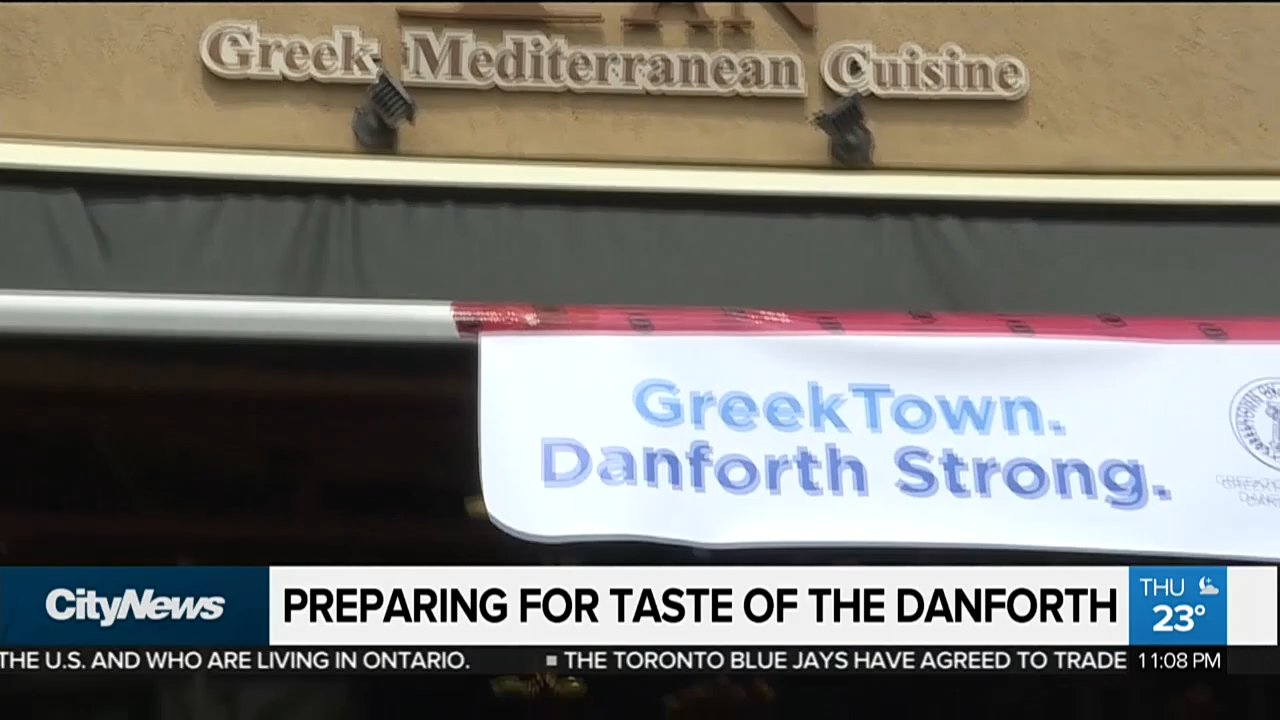 Greek Mediterranean Cuisine
GreekTown.
Danforth Strong.
CityNews
PREPARING FOR TASTE OF THE DANFORTH
THU
23°
THE U.S. AND WHO ARE LIVING IN ONTARIO.
■ THE TORONTO BLUE JAYS HAVE AGREED TO TRADE
11:08 PM